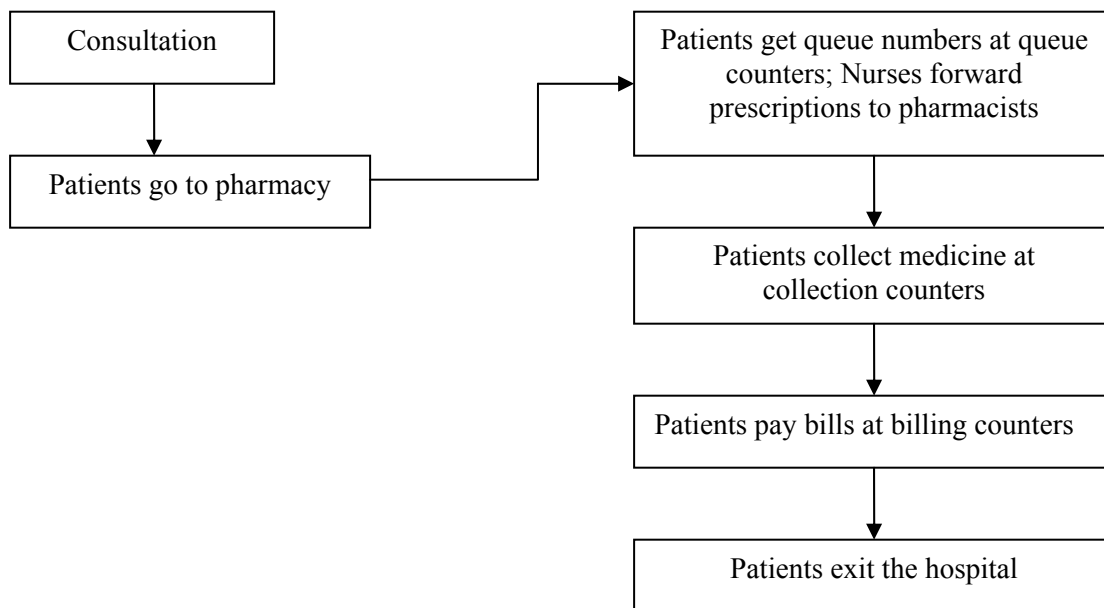 Consultation
Patients go to pharmacy
Patients get queue numbers at queue
counters; Nurses forward
prescriptions to pharmacists
Patients collect medicine at
collection counters
Patients pay bills at billing counters
Patients exit the hospital